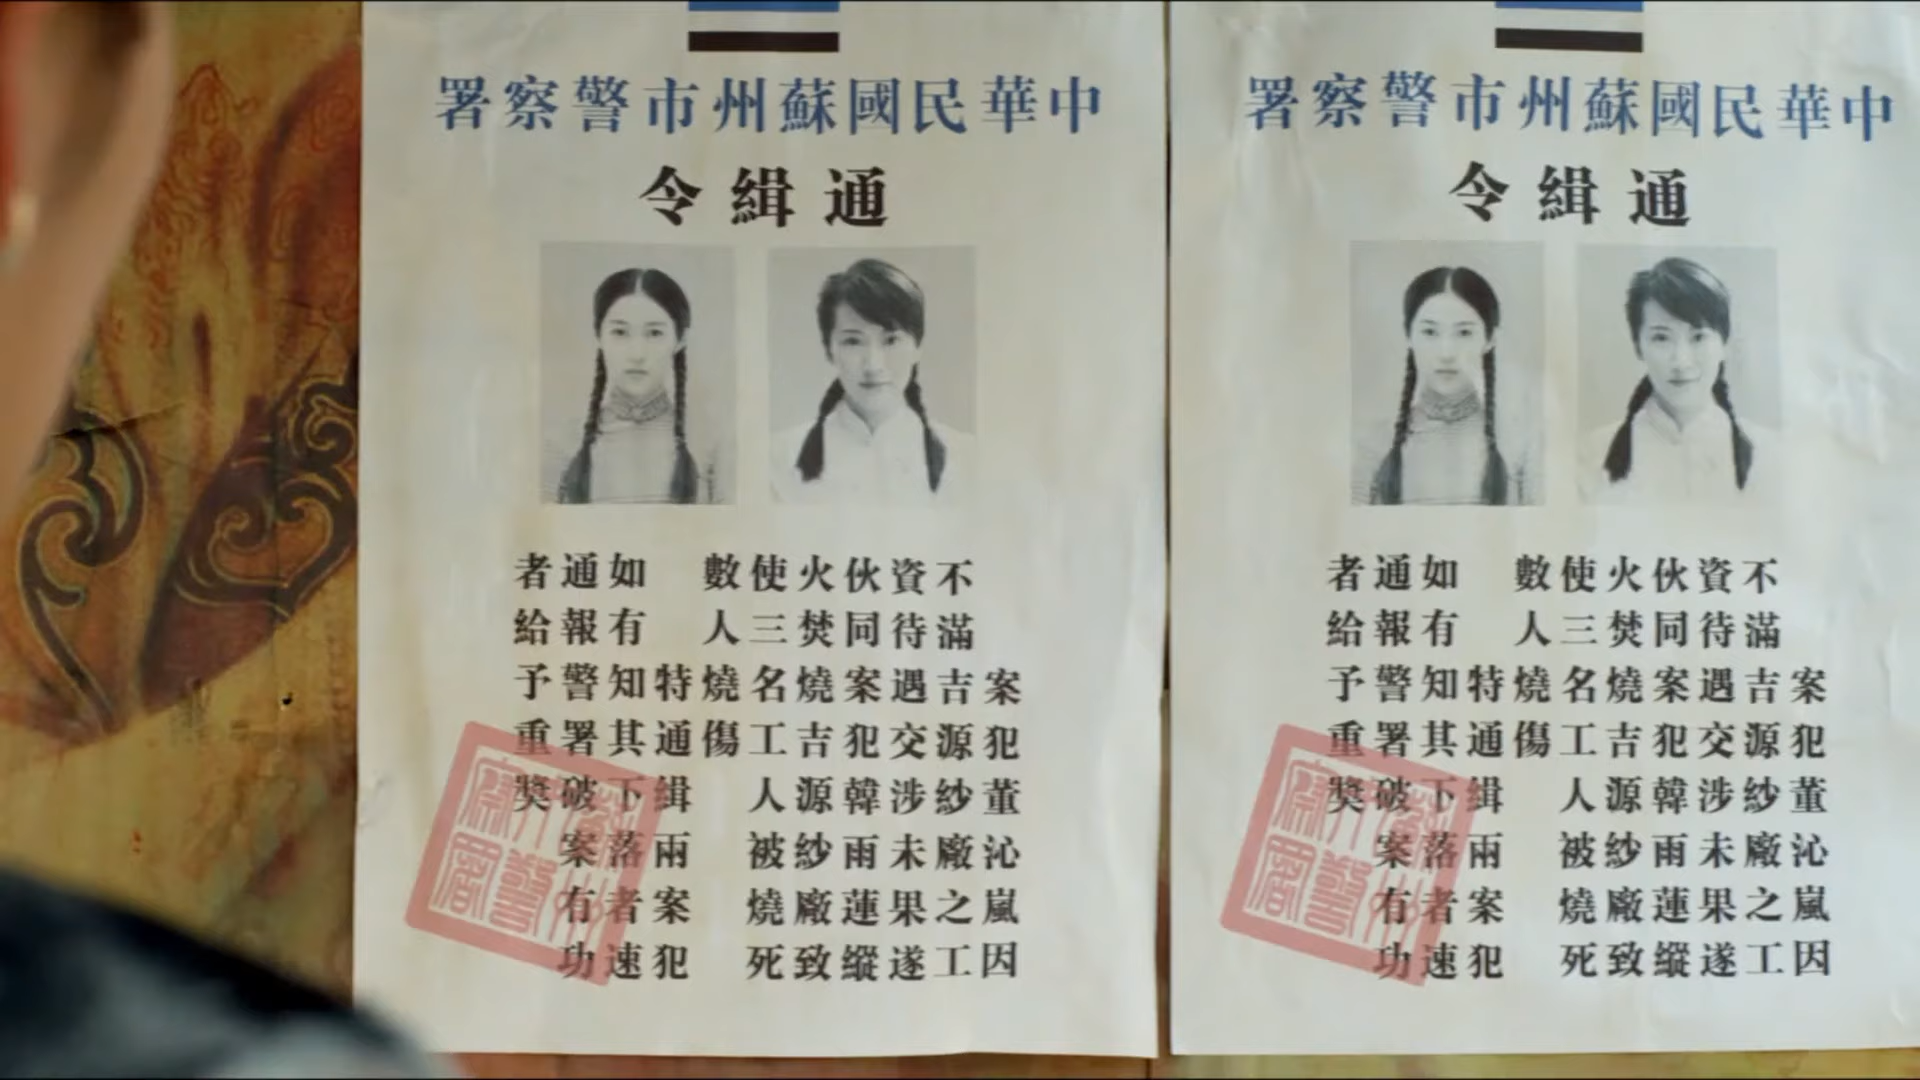 中華民國蘇州市警察署
通緝令
案犯董沁嵐因
不滿吉源紗廠之工
資待遇交涉未果遂
伙同案犯韓雨蓮縱
火焚燒吉源紗廠致
使三名工人被燒死
數人燒傷
特通緝兩案犯
如有知其下落者速
通報警署破案有功
者給予重獎
中華民國蘇州市警察署
通緝令
案犯董沁嵐因
不滿吉源紗廠之工
資待遇交涉未果遂
伙同案犯韓雨蓮縱
火焚燒吉源紗廠致
使三名工人被燒死
數人燒傷
特通緝兩案犯
如有知其下落者速
通報警署破案有功
者給予重獎